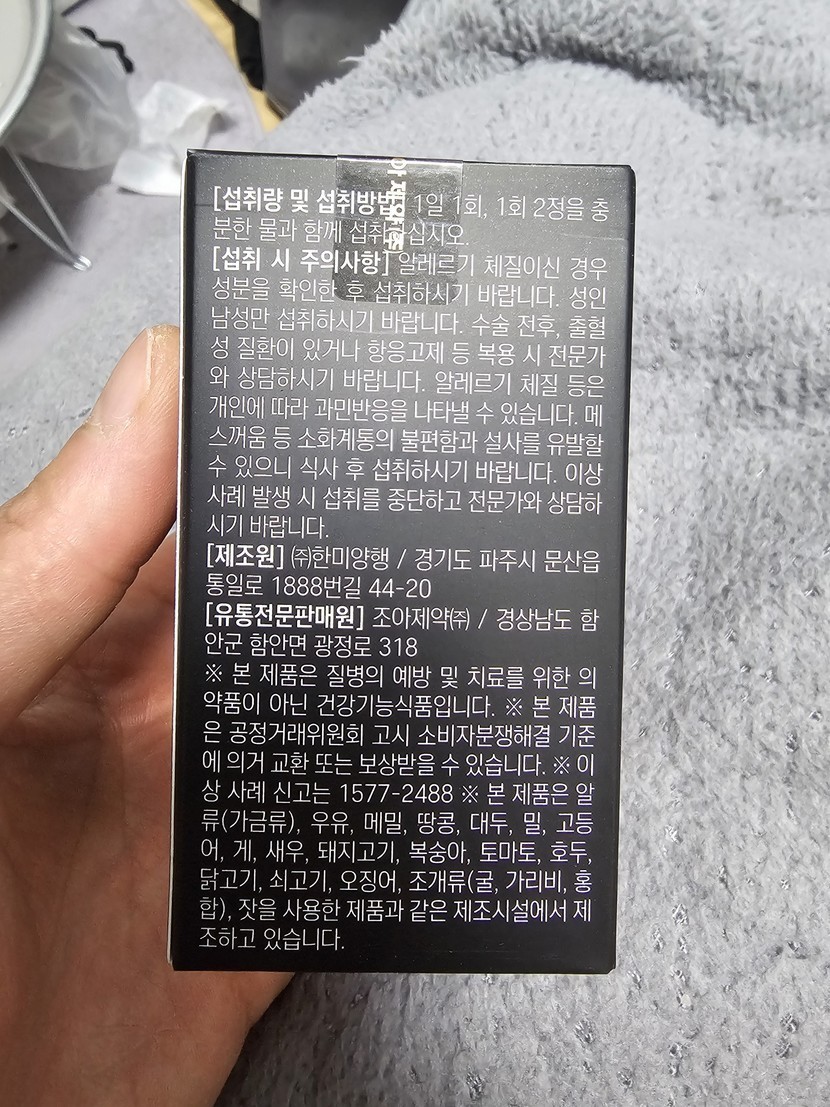 [섭취량 및 섭취방법] 1일 1회, 1회 2정을 충
분한 물과 함께 섭취하십시오.
[섭취 시 주의사항] 알레르기 체질이신 경우
성분을 확인한 후 섭취하시기 바랍니다. 성인
남성만 섭취하시기 바랍니다. 수술 전후, 출혈
성 질환이 있거나 항응고제 등 복용 시 전문가
와 상담하시기 바랍니다. 알레르기 체질 등은
개인에 따라 과민반응을 나타낼 수 있습니다. 메
스꺼움 등 소화계통의 불편함과 설사를 유발할
수 있으니 식사 후 섭취하시기 바랍니다. 이상
사례 발생 시 섭취를 중단하고 전문가와 상담하
시기 바랍니다.
[제조원] ㈜한미양행 / 경기도 파주시 문산읍
통일로 1888번길 44-20
[유통전문판매원] 조아제약㈜ / 경상남도 함
안군 함안면 광정로 318
※ 본 제품은 질병의 예방 및 치료를 위한 의
약품이 아닌 건강기능식품입니다. ※ 본 제품
은 공정거래위원회 고시 소비자분쟁해결 기준
에 의거 교환 또는 보상받을 수 있습니다. ※ 이
상 사례 신고는 1577-2488 ※ 본 제품은 알
류(가금류), 우유, 메밀, 땅콩, 대두, 밀, 고등
어, 게, 새우, 돼지고기, 복숭아, 토마토, 호두,
닭고기, 쇠고기, 오징어, 조개류(굴, 가리비, 홍
합), 잣을 사용한 제품과 같은 제조시설에서 제
조하고 있습니다.